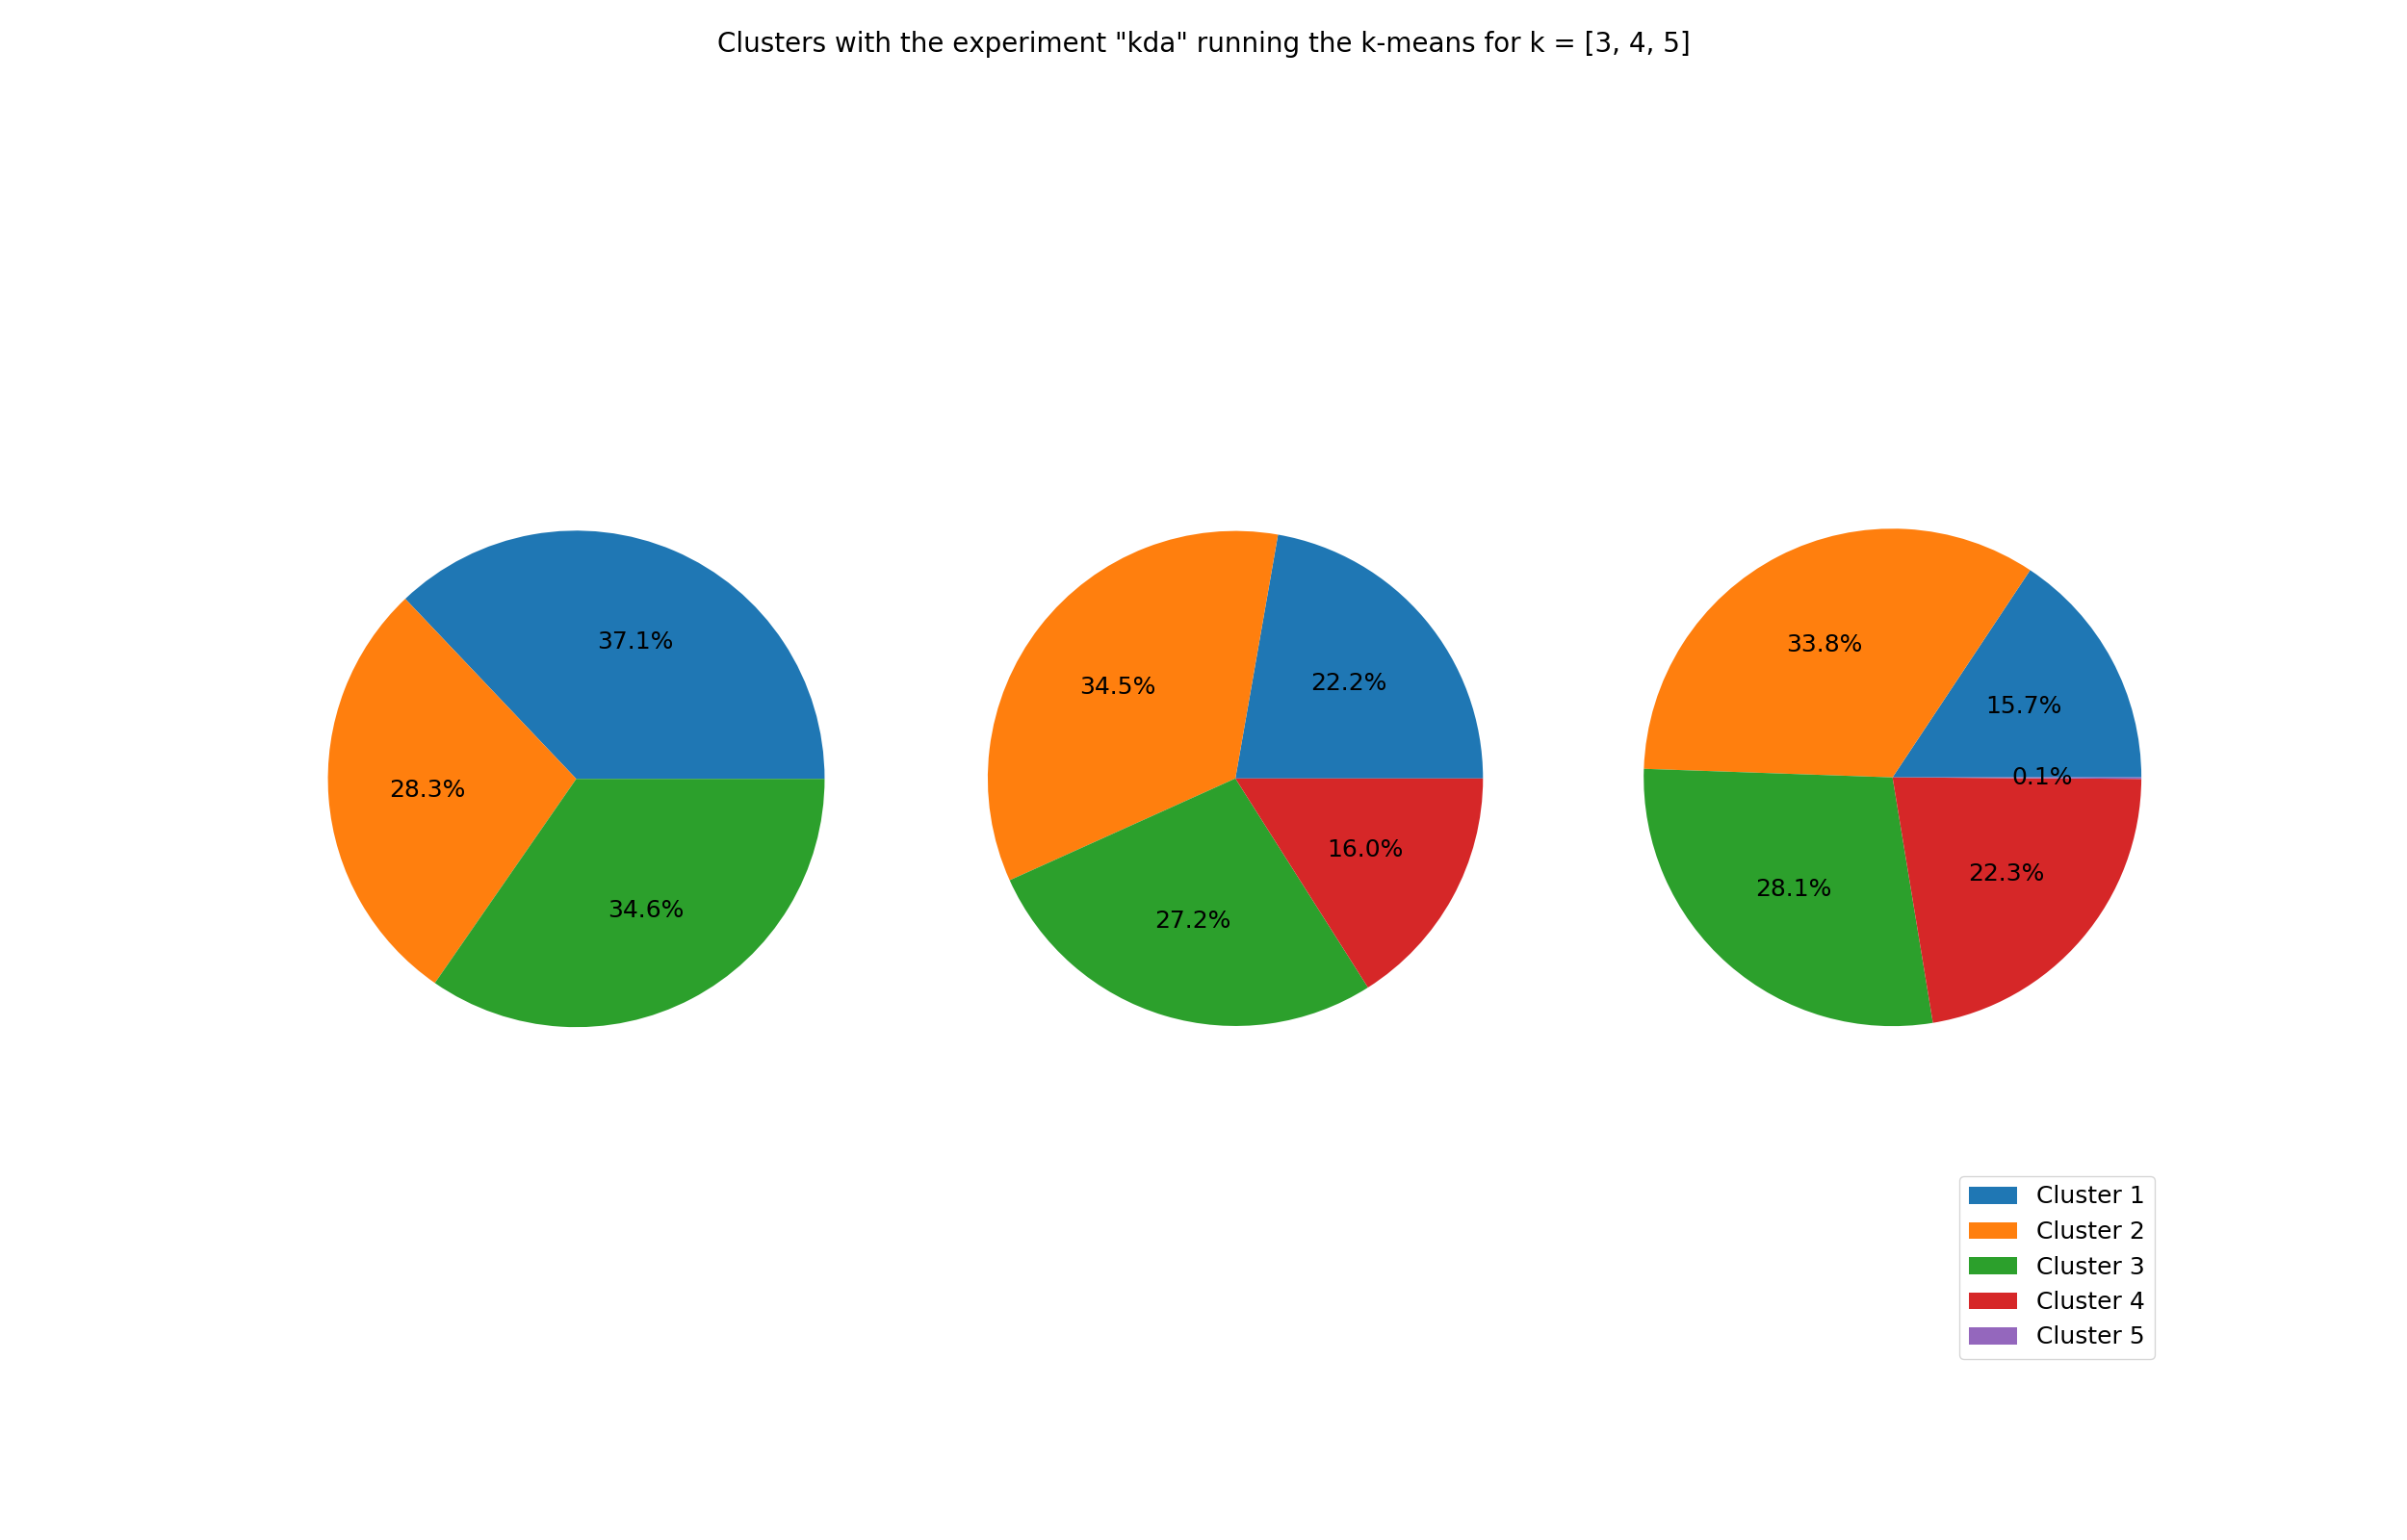 Clusters with the experiment "kda" running the k-means for k = [3, 4, 5]
37.1%
28.3%
34.6%
22.2%
34.5%
27.2%
16.0%
15.7%
33.8%
28.1%
22.3%
0.1%
Cluster 1
Cluster 2
Cluster 3
Cluster 4
Cluster 5